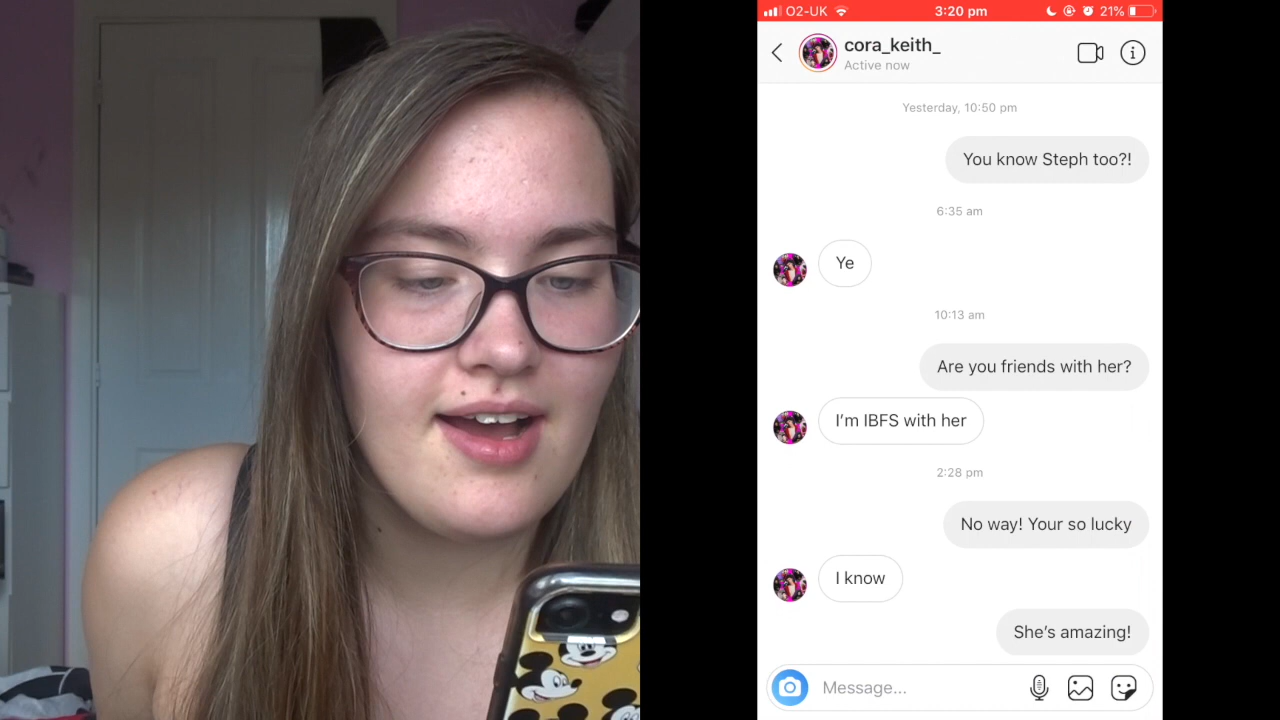 O2-UK 3:20 pm 21%
cora_keith_
Active now
Yesterday, 10:50 pm
You know Steph too?!
6:35 am
Ye
10:13 am
Are you friends with her?
I'm IBFS with her
2:28 pm
No way! Your so lucky
I know
She's amazing!
Message...